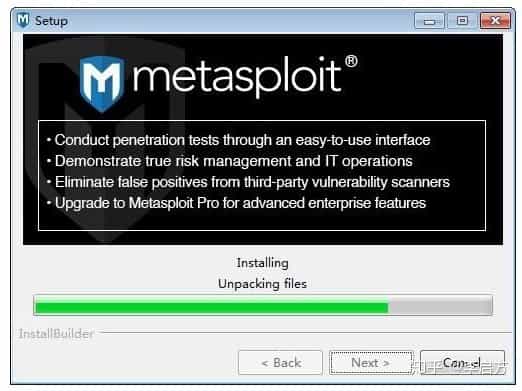 Setup
metasploit®
• Conduct penetration tests through an easy-to-use interface
• Demonstrate true risk management and IT operations
• Eliminate false positives from third-party vulnerability scanners
• Upgrade to Metasploit Pro for advanced enterprise features
Installing
Unpacking files
InstallBuilder
< Back
Next >
Cancel
知乎